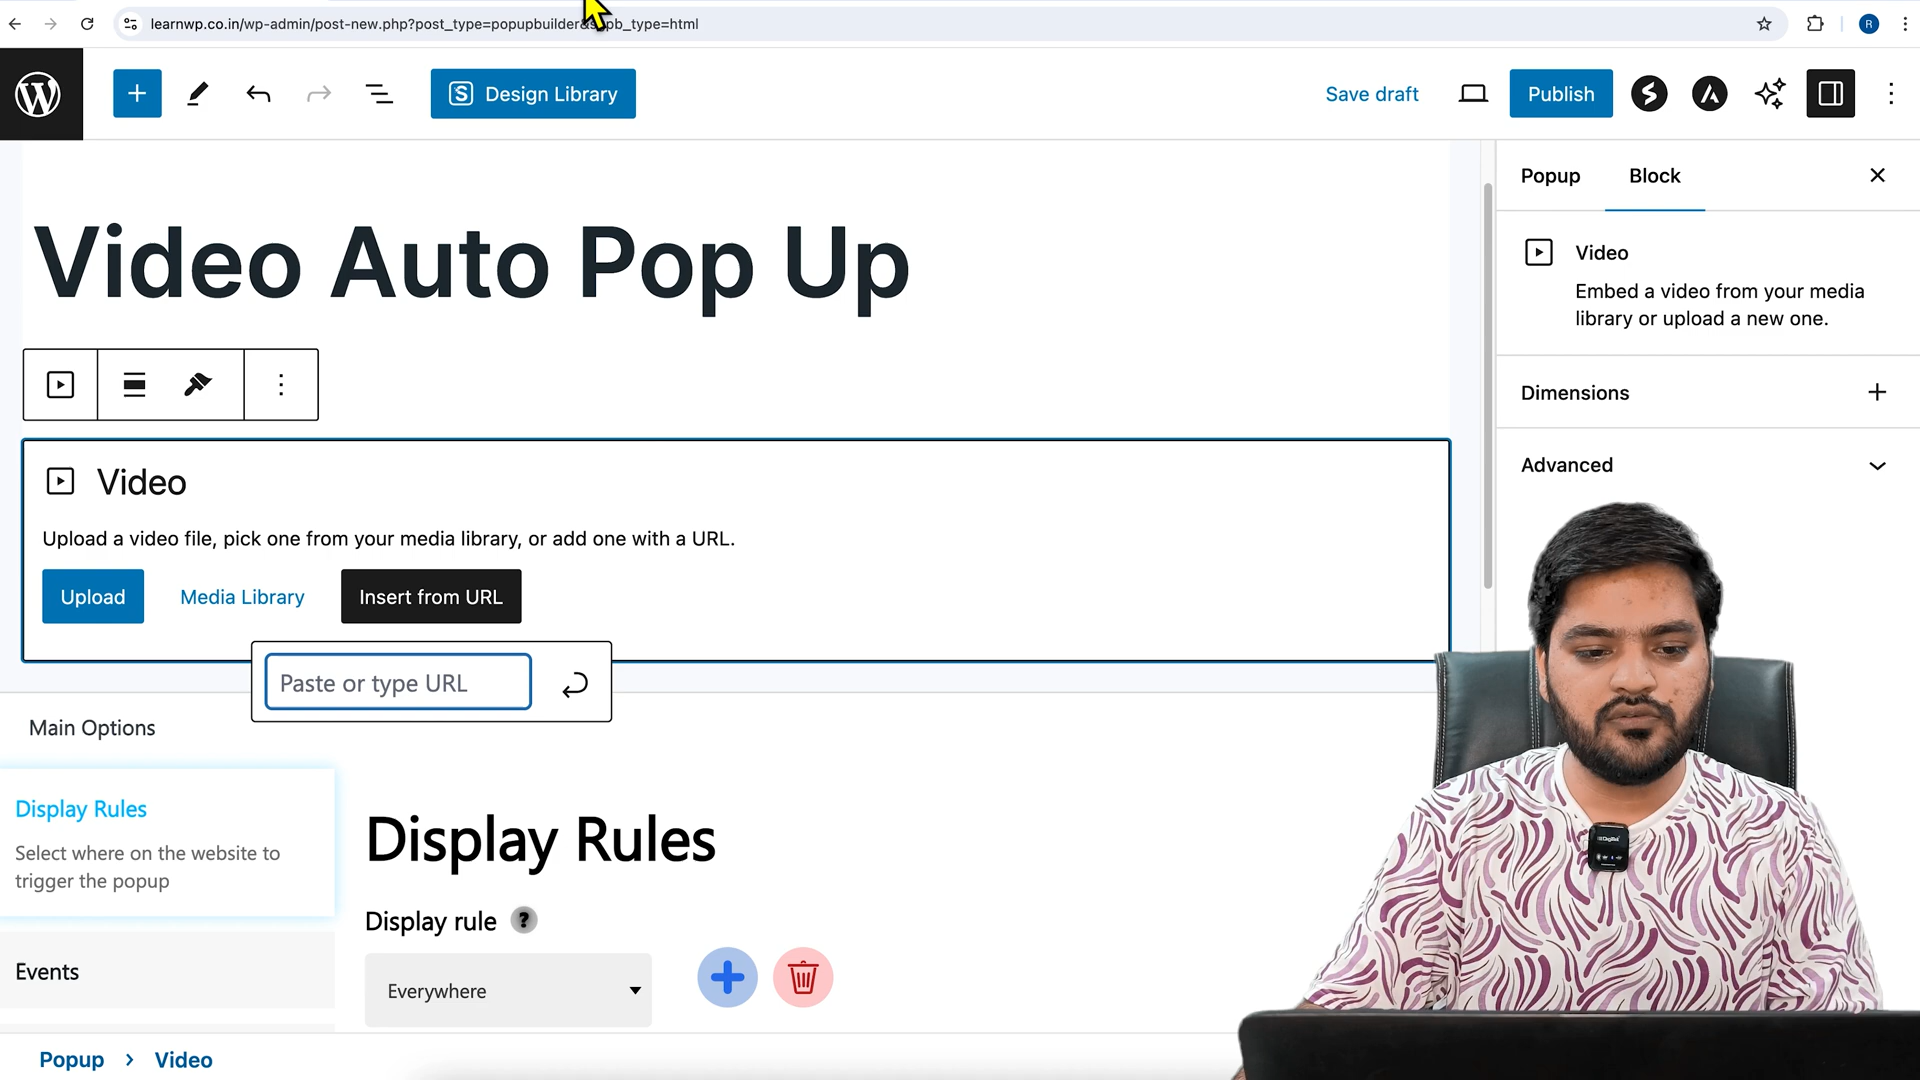 learnwp.co.in/wp-admin/post-new.php?post_type=popupbuilder&
pb_type=html
R
Design Library
Save draft
Publish
Popup
Block
Video
Embed a video from your media
library or upload a new one.
Dimensions
Advanced
Video Auto Pop Up
Video
Upload a video file, pick one from your media library, or add one with a URL.
Upload
Media Library
Insert from URL
Paste or type URL
Main Options
Display Rules
Select where on the website to
trigger the popup
Events
Display Rules
Display rule ?
Everywhere
Popup > Video